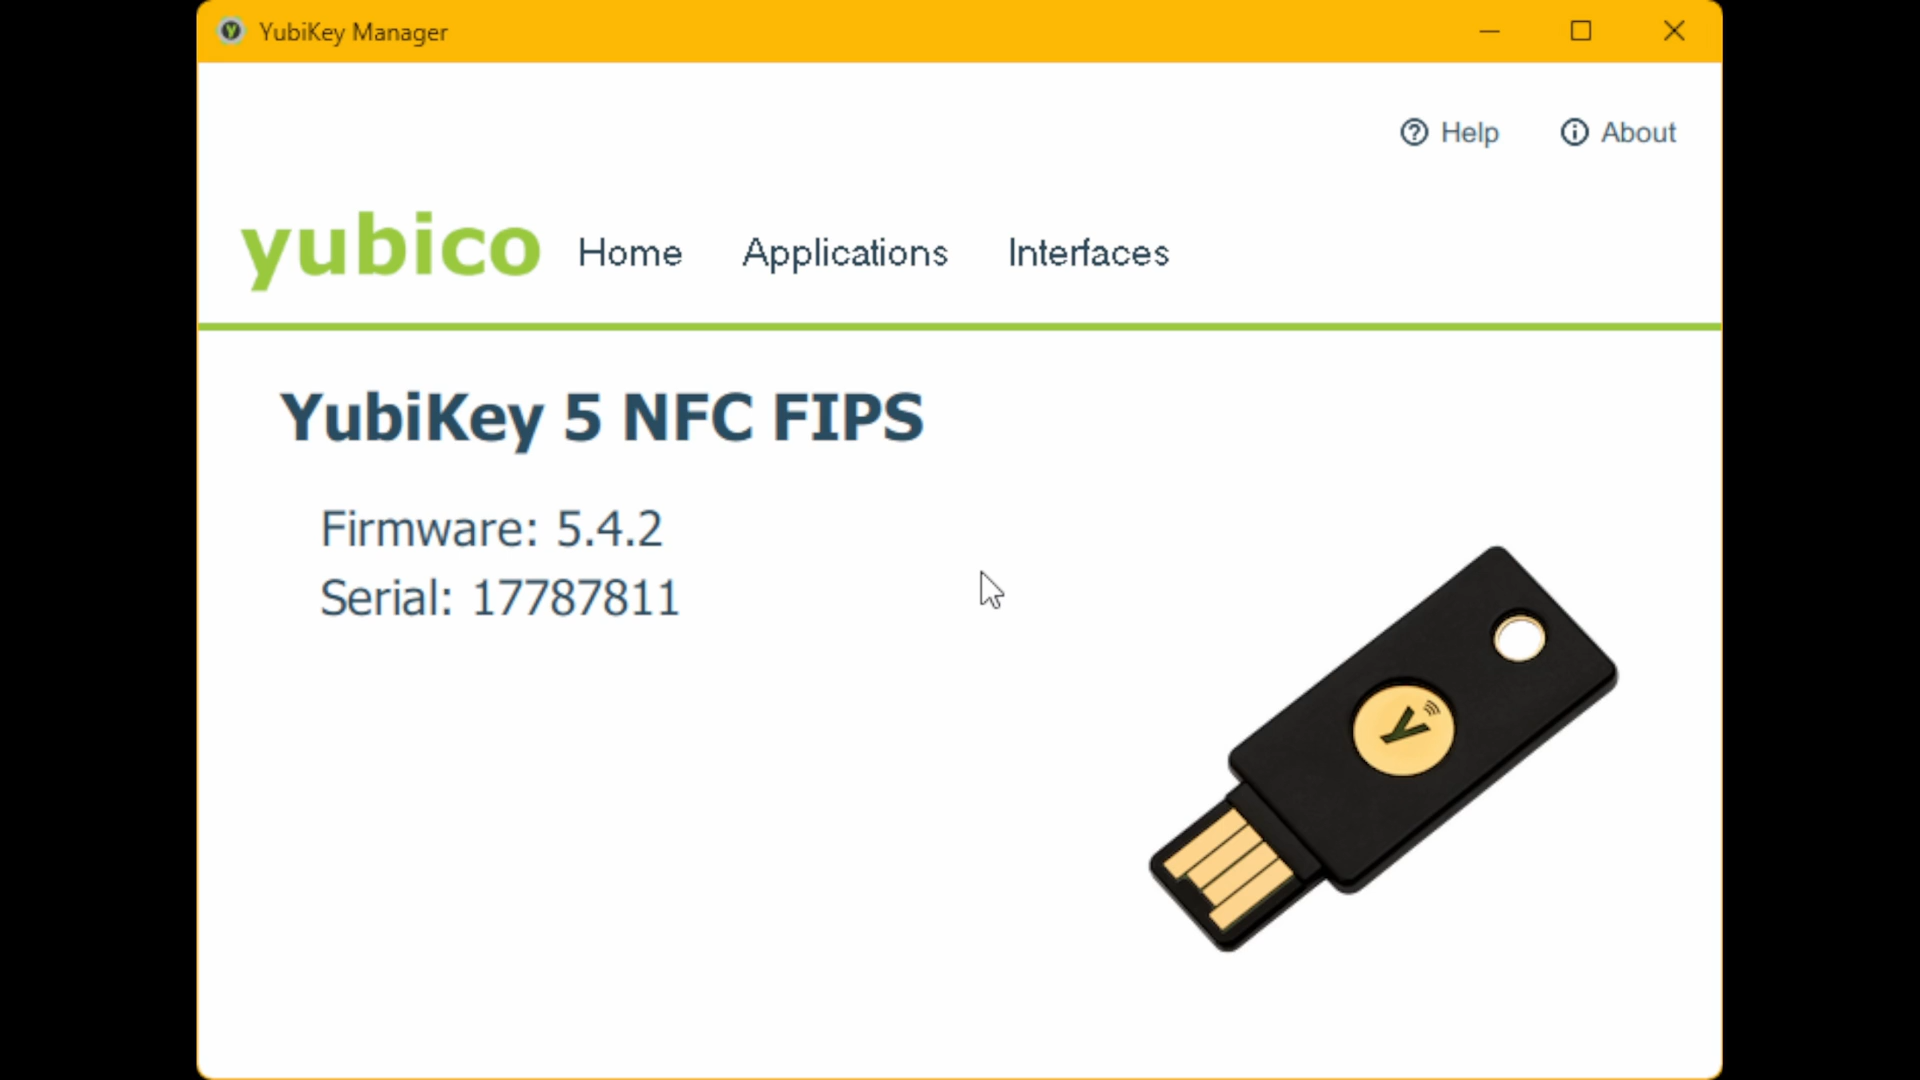 YubiKey Manager
Help
About
yubico
Home
Applications
Interfaces
YubiKey 5 NFC FIPS
Firmware: 5.4.2
Serial: 17787811
y